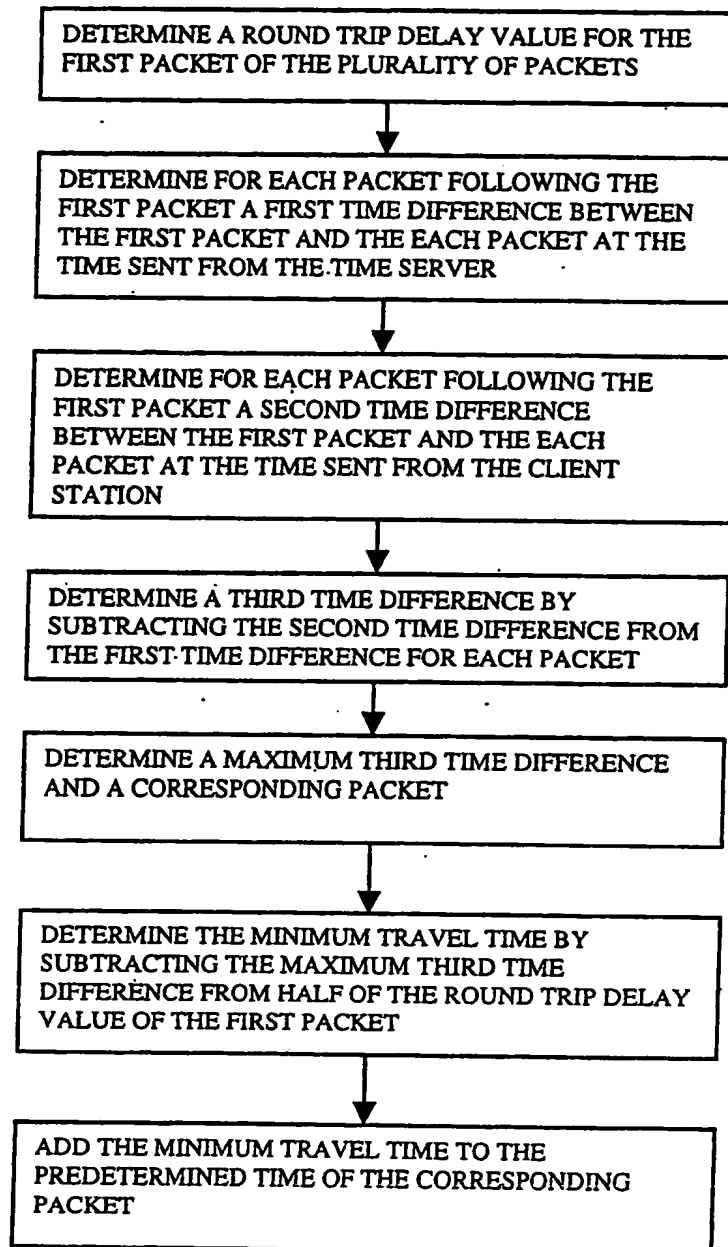 DETERMINE A ROUND TRIP DELAY VALUE FOR THE
FIRST PACKET OF THE PLURALITY OF PACKETS
DETERMINE FOR EACH PACKET FOLLOWING THE
FIRST PACKET A FIRST TIME DIFFERENCE BETWEEN
THE FIRST PACKET AND THE EACH PACKET AT THE
TIME SENT FROM THE TIME SERVER
DETERMINE FOR EACH PACKET FOLLOWING THE
FIRST PACKET A SECOND TIME DIFFERENCE
BETWEEN THE FIRST PACKET AND THE EACH
PACKET AT THE TIME SENT FROM THE CLIENT
STATION
DETERMINE A THIRD TIME DIFFERENCE BY
SUBTRACTING THE SECOND TIME DIFFERENCE FROM
THE FIRST TIME DIFFERENCE FOR EACH PACKET
DETERMINE A MAXIMUM THIRD TIME DIFFERENCE
AND A CORRESPONDING PACKET
DETERMINE THE MINIMUM TRAVEL TIME BY
SUBTRACTING THE MAXIMUM THIRD TIME
DIFFERENCE FROM HALF OF THE ROUND TRIP DELAY
VALUE OF THE FIRST PACKET
ADD THE MINIMUM TRAVEL TIME TO THE
PREDETERMINED TIME OF THE CORRESPONDING
PACKET